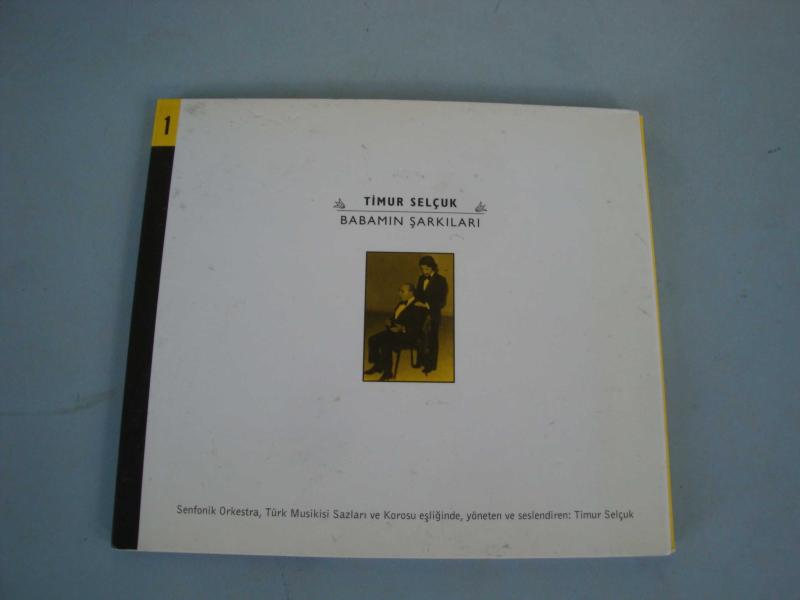 1
TİMUR SELÇUK
BABAMIN ŞARKILARI
Senfonik Orkestra, Türk Musikisi Sazları ve Korosu eşliğinde, yöneten ve seslendiren: Timur Selçuk